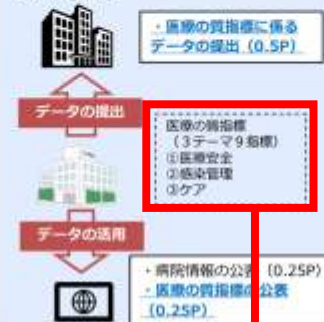 ・医療の質指標に係る
データの提出（0.5P）
データの提出
医療の質指標
（３テーマ９指標）
①医療安全
②感染管理
③ケア
データの活用
・病院情報の公表（0.25P）
・医療の質指標の公表
（0.25P）